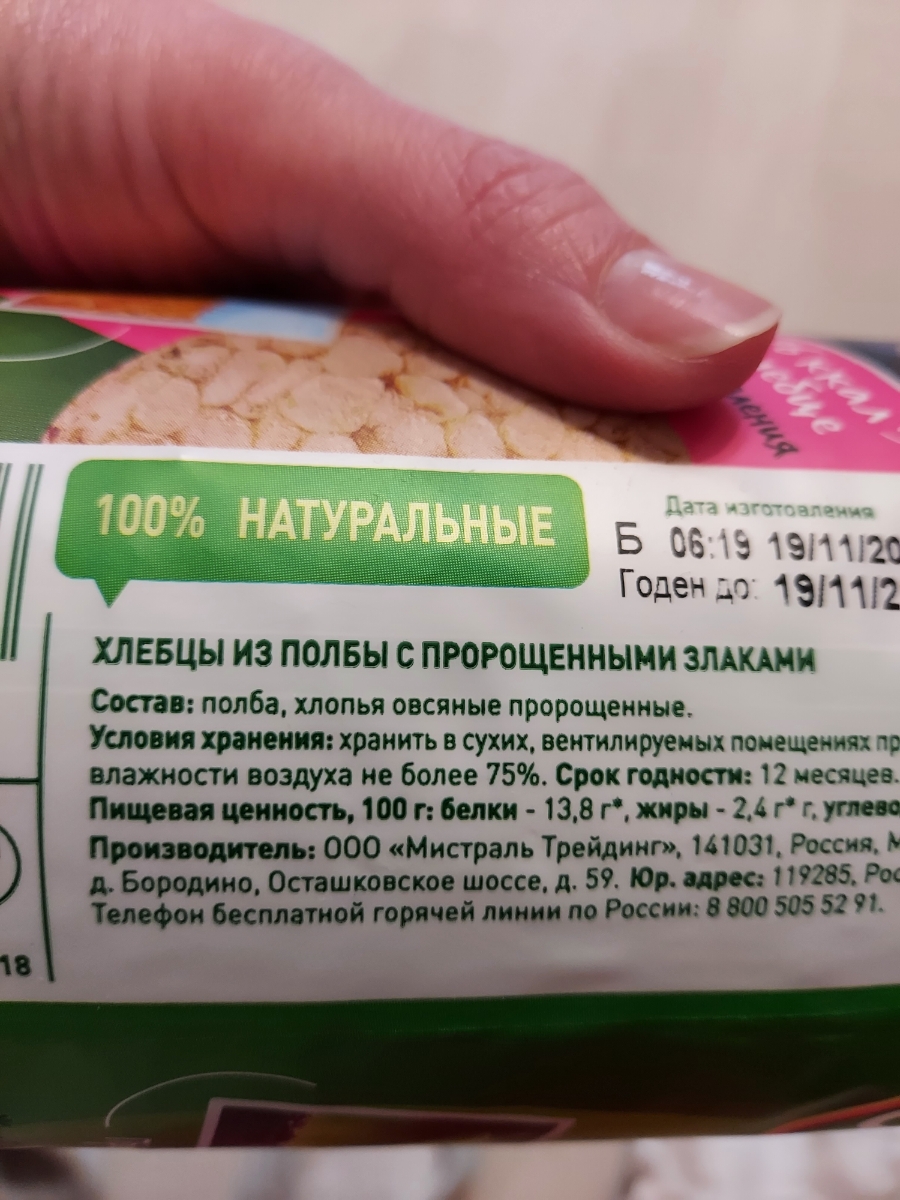 ккал
хлебце
100% НАТУРАЛЬНЫЕ
Дата изготовления
Б 06:19 19/11/20
Годен до: 19/11/2
ХЛЕБЦЫ ИЗ ПОЛБЫ С ПРОРОЩЕННЫМИ ЗЛАКАМИ
Состав: полба, хлопья овсяные пророщенные.
Условия хранения: хранить в сухих, вентилируемых помещениях пр
влажности воздуха не более 75%. Срок годности: 12 месяцев.
Пищевая ценность, 100 г: белки - 13,8 г*, жиры - 2,4 г* г, углево
Производитель: ООО «Мистраль Трейдинг», 141031, Россия, М
д. Бородино, Осташковское шоссе, д. 59. Юр. адрес: 119285, Рос
Телефон бесплатной горячей линии по России: 8 800 505 52 91.
18